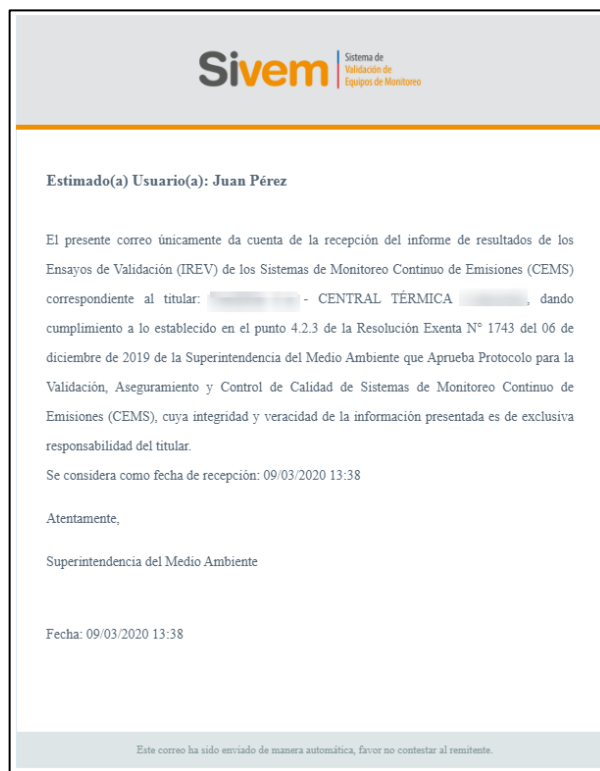 Sivem
Sistema de
Validación de
Equipos de Monitoreo
Estimado(a) Usuario(a): Juan Pérez
El presente correo únicamente da cuenta de la recepción del informe de resultados de los
Ensayos de Validación (IREV) de los Sistemas de Monitoreo Continuo de Emisiones (CEMS)
correspondiente al titular: - CENTRAL TÉRMICA , dando
cumplimiento a lo establecido en el punto 4.2.3 de la Resolución Exenta N° 1743 del 06 de
diciembre de 2019 de la Superintendencia del Medio Ambiente que Aprueba Protocolo para la
Validación, Aseguramiento y Control de Calidad de Sistemas de Monitoreo Continuo de
Emisiones (CEMS), cuya integridad y veracidad de la información presentada es de exclusiva
responsabilidad del titular.
Se considera como fecha de recepción: 09/03/2020 13:38
Atentamente,
Superintendencia del Medio Ambiente
Fecha: 09/03/2020 13:38
Este correo ha sido enviado de manera automática, favor no contestar al remitente.